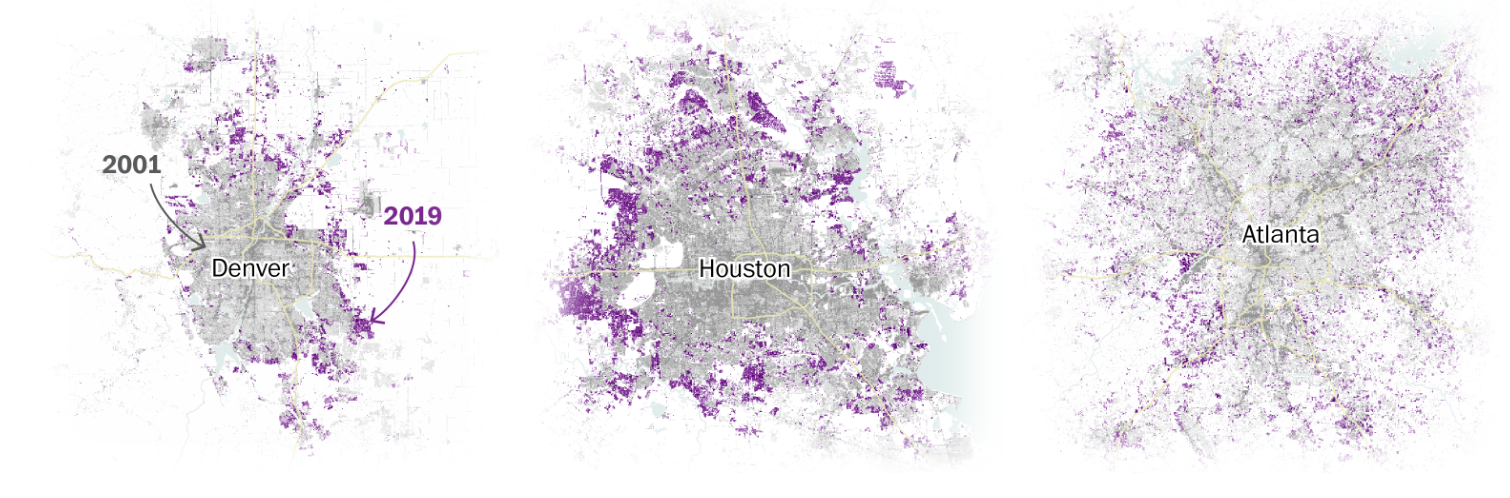 2001
2019
Denver
Houston
Atlanta